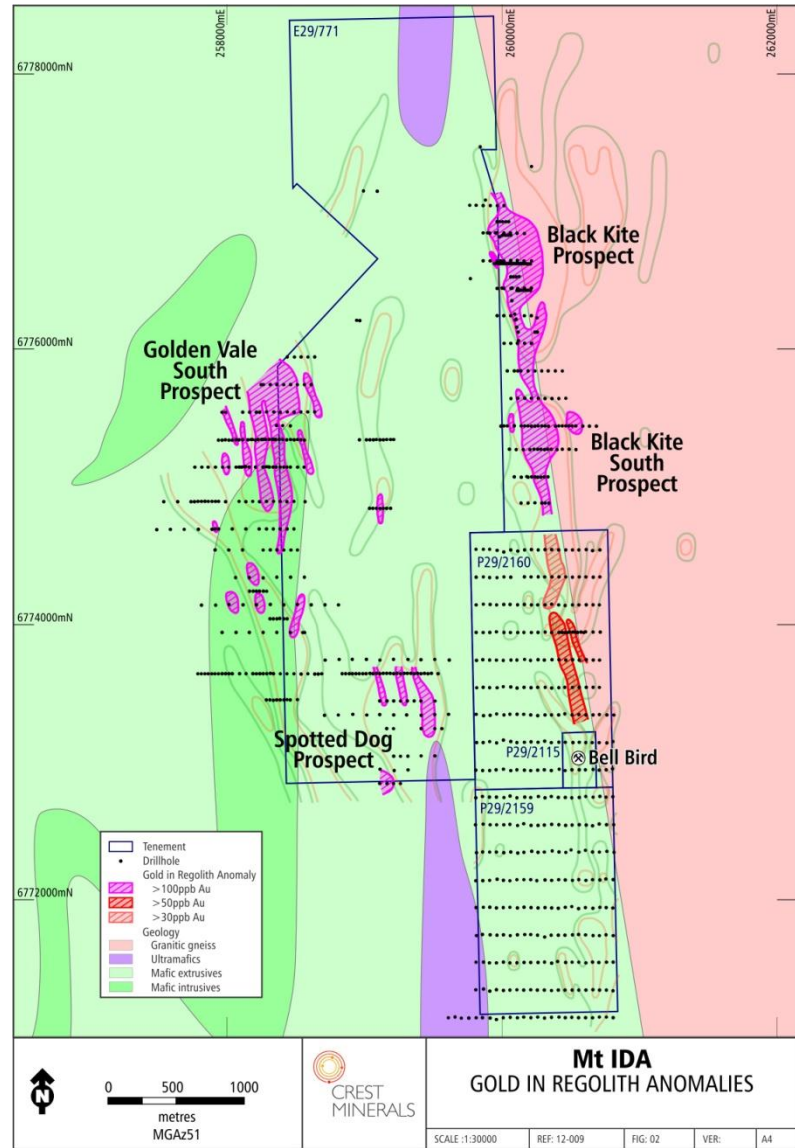 258000mE
260000mE
262000mE
E29/771
6778000mN
Black Kite
Prospect
6776000mN
Golden Vale
South
Prospect
Black Kite
South
Prospect
P29/2160
6774000mN
Spotted Dog
Prospect
P29/2115
Bell Bird
P29/2159
Tenement
Drillhole
Gold in Regolith Anomaly
>100ppb Au
>50ppb Au
>30ppb Au
Geology
Granitic gneiss
Ultramafics
Mafic extrusives
Mafic intrusives
6772000mN
N
0 500 1000
metres
MGAz51
CREST
MINERALS
Mt IDA
GOLD IN REGOLITH ANOMALIES
SCALE :1:30000 REF: 12-009 FIG: 02 VER: A4